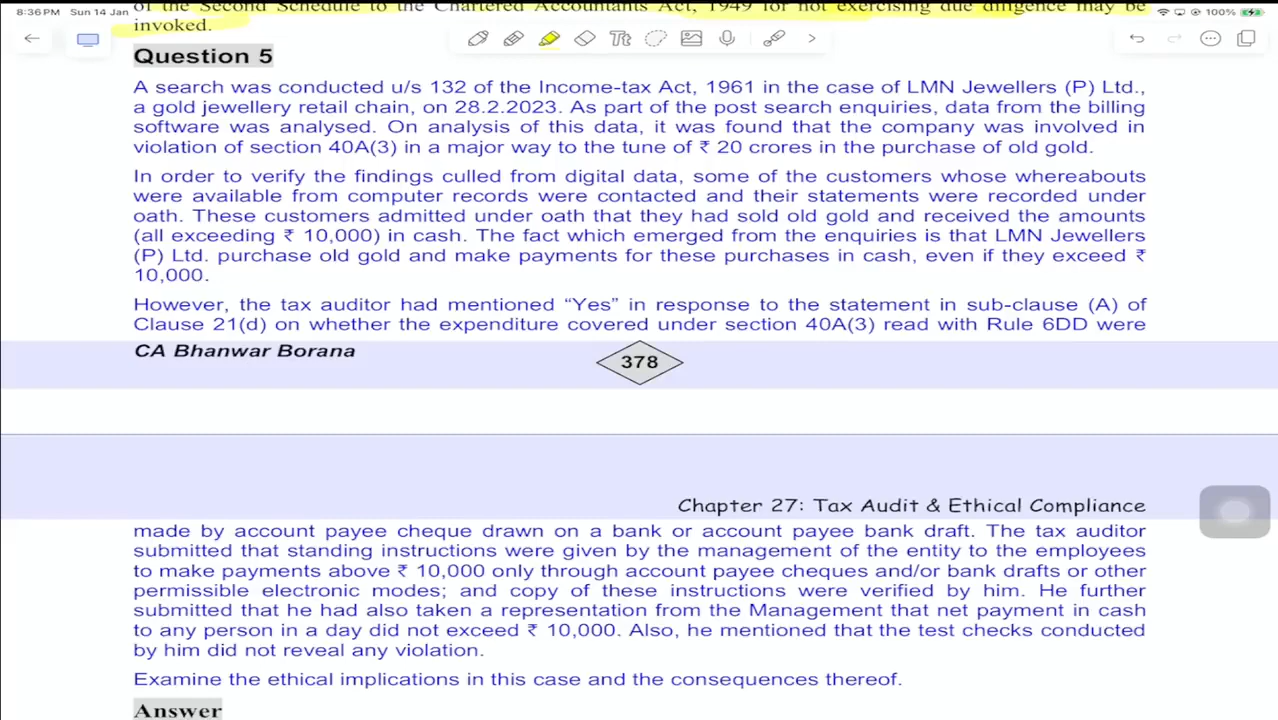 of the Second Schedule to the Chartered Accountants Act, 1949 for not exercising due diligence may be
8:36 PM Sun 14 Jan
100%
invoked.
Question 5
A search was conducted u/s 132 of the Income-tax Act, 1961 in the case of LMN Jewellers (P) Ltd.,
a gold jewellery retail chain, on 28.2.2023. As part of the post search enquiries, data from the billing
software was analysed. On analysis of this data, it was found that the company was involved in
violation of section 40A(3) in a major way to the tune of ₹ 20 crores in the purchase of old gold.
In order to verify the findings culled from digital data, some of the customers whose whereabouts
were available from computer records were contacted and their statements were recorded under
oath. These customers admitted under oath that they had sold old gold and received the amounts
(all exceeding ₹ 10,000) in cash. The fact which emerged from the enquiries is that LMN Jewellers
(P) Ltd. purchase old gold and make payments for these purchases in cash, even if they exceed ₹
10,000.
However, the tax auditor had mentioned “Yes” in response to the statement in sub-clause (A) of
Clause 21(d) on whether the expenditure covered under section 40A(3) read with Rule 6DD were
CA Bhanwar Borana
378
Chapter 27: Tax Audit & Ethical Compliance
made by account payee cheque drawn on a bank or account payee bank draft. The tax auditor
submitted that standing instructions were given by the management of the entity to the employees
to make payments above ₹ 10,000 only through account payee cheques and/or bank drafts or other
permissible electronic modes; and copy of these instructions were verified by him. He further
submitted that he had also taken a representation from the Management that net payment in cash
to any person in a day did not exceed ₹ 10,000. Also, he mentioned that the test checks conducted
by him did not reveal any violation.
Examine the ethical implications in this case and the consequences thereof.
Answer